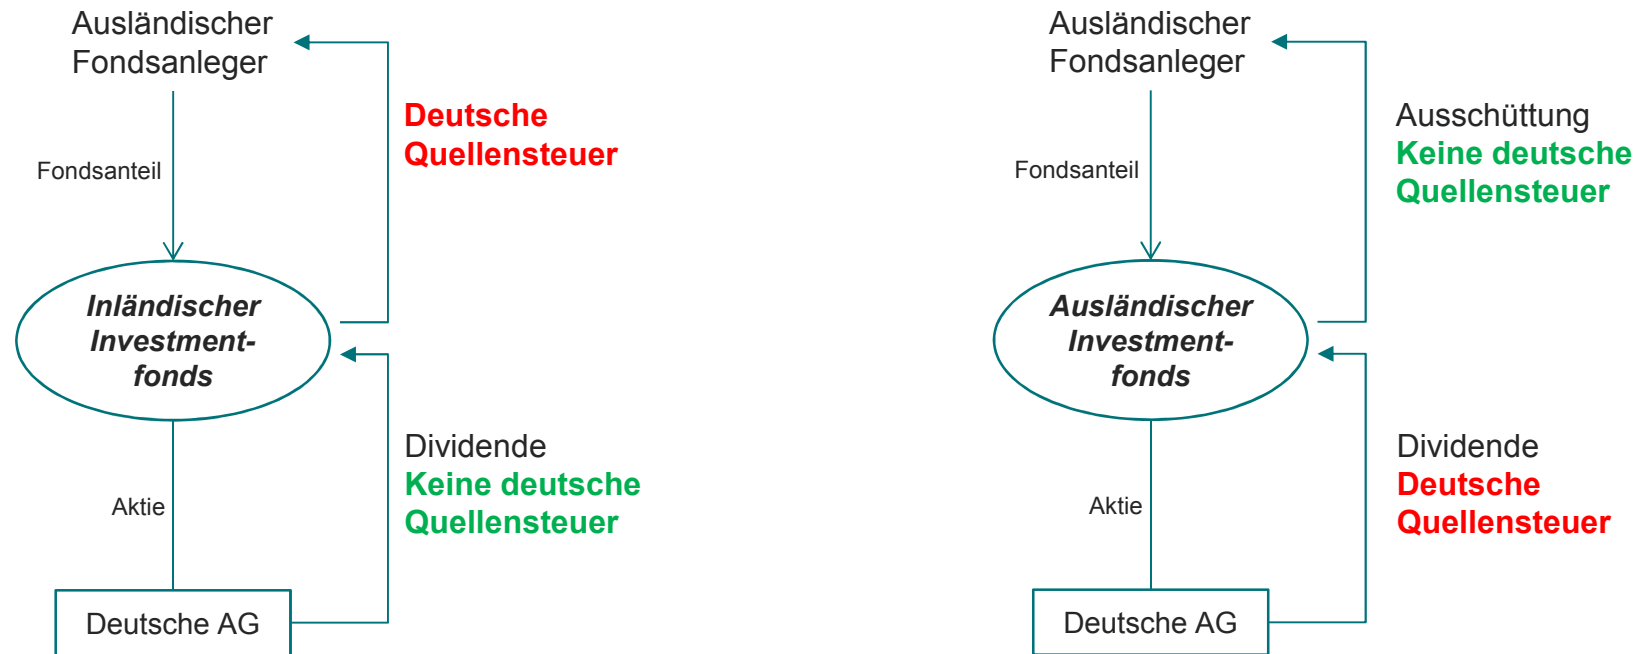 Ausländischer
Fondsanleger
Deutsche
Quellensteuer
Fondsanteil
Inländischer
Investment-
fonds
Dividende
Keine deutsche
Quellensteuer
Aktie
Deutsche AG
Ausländischer
Fondsanleger
Ausschüttung
Keine deutsche
Quellensteuer
Fondsanteil
Ausländischer
Investment-
fonds
Dividende
Deutsche
Quellensteuer
Aktie
Deutsche AG